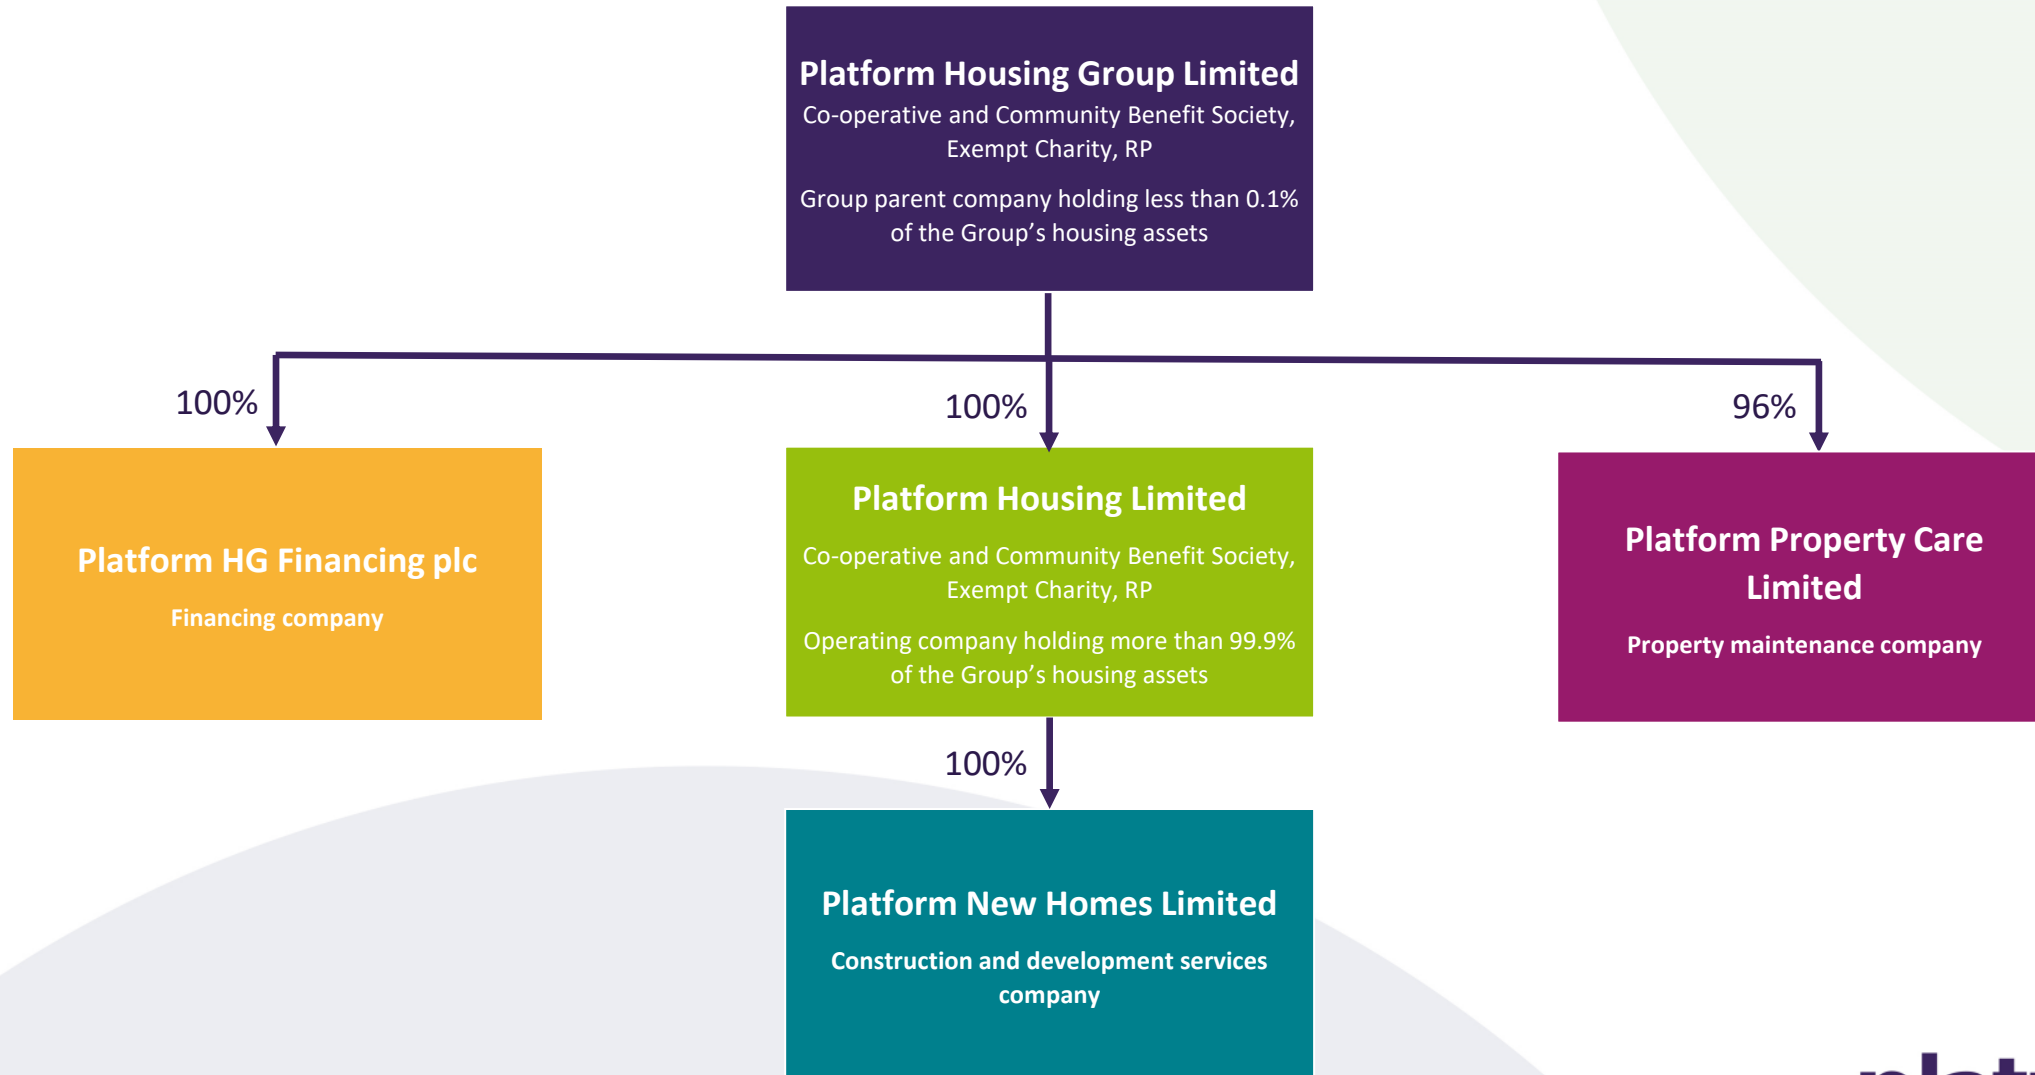 Platform Housing Group Limited
Co-operative and Community Benefit Society,
Exempt Charity, RP
Group parent company holding less than 0.1%
of the Group’s housing assets
100%
100%
96%
Platform HG Financing plc
Financing company
Platform Housing Limited
Co-operative and Community Benefit Society,
Exempt Charity, RP
Operating company holding more than 99.9%
of the Group’s housing assets
Platform Property Care
Limited
Property maintenance company
100%
Platform New Homes Limited
Construction and development services
company